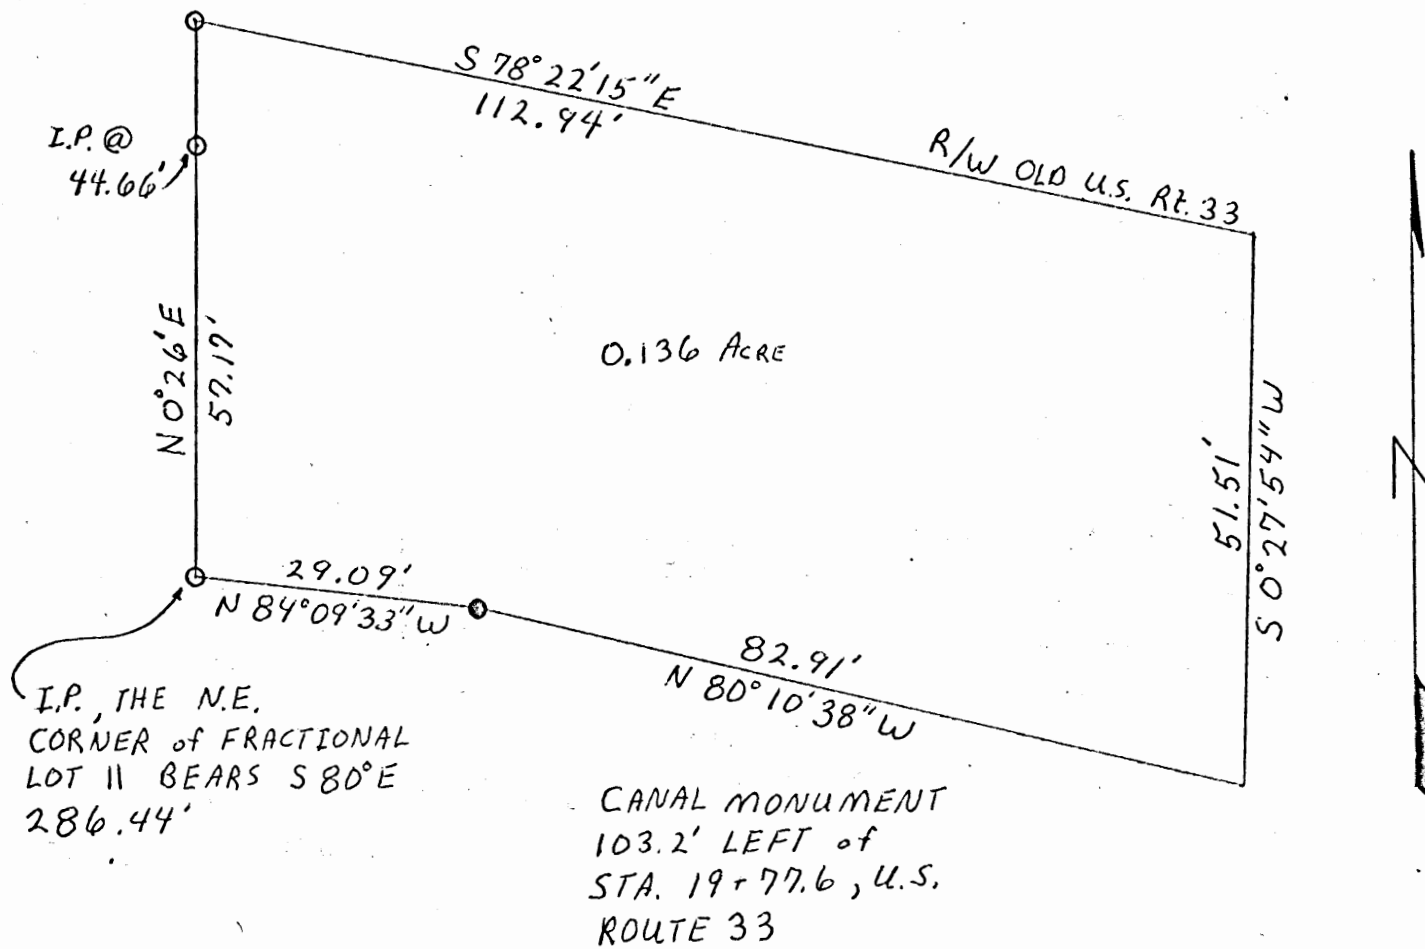 S 78° 22' 15" E
112.94'
R/W OLD U.S. Rt. 33
I.P. @
44.66'
N 0° 26' E
57.17'
0.136 ACRE
51.51'
S 0° 27' 54" W
29.09'
N 84° 09' 33" W
82.91'
N 80° 10' 38" W
I.P., THE N.E.
CORNER of FRACTIONAL
LOT 11 BEARS S 80° E
286.44'
CANAL MONUMENT
103.2' LEFT of
STA. 19+77.6, U.S.
ROUTE 33